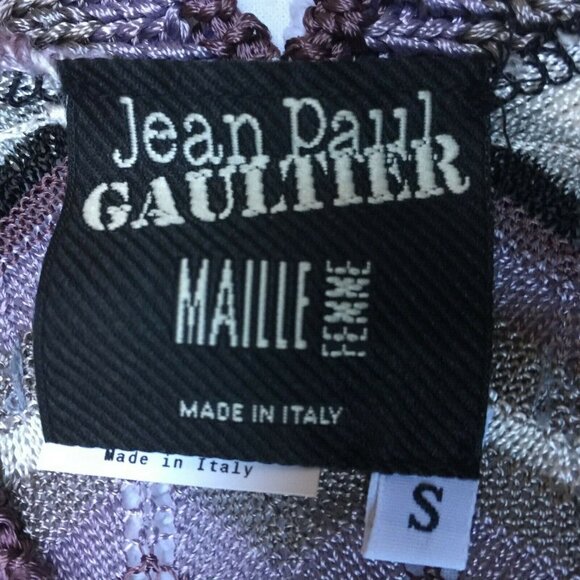 Jean Paul
GAULTIER
MAILLE FEMME
MADE IN ITALY
Made in Italy
S